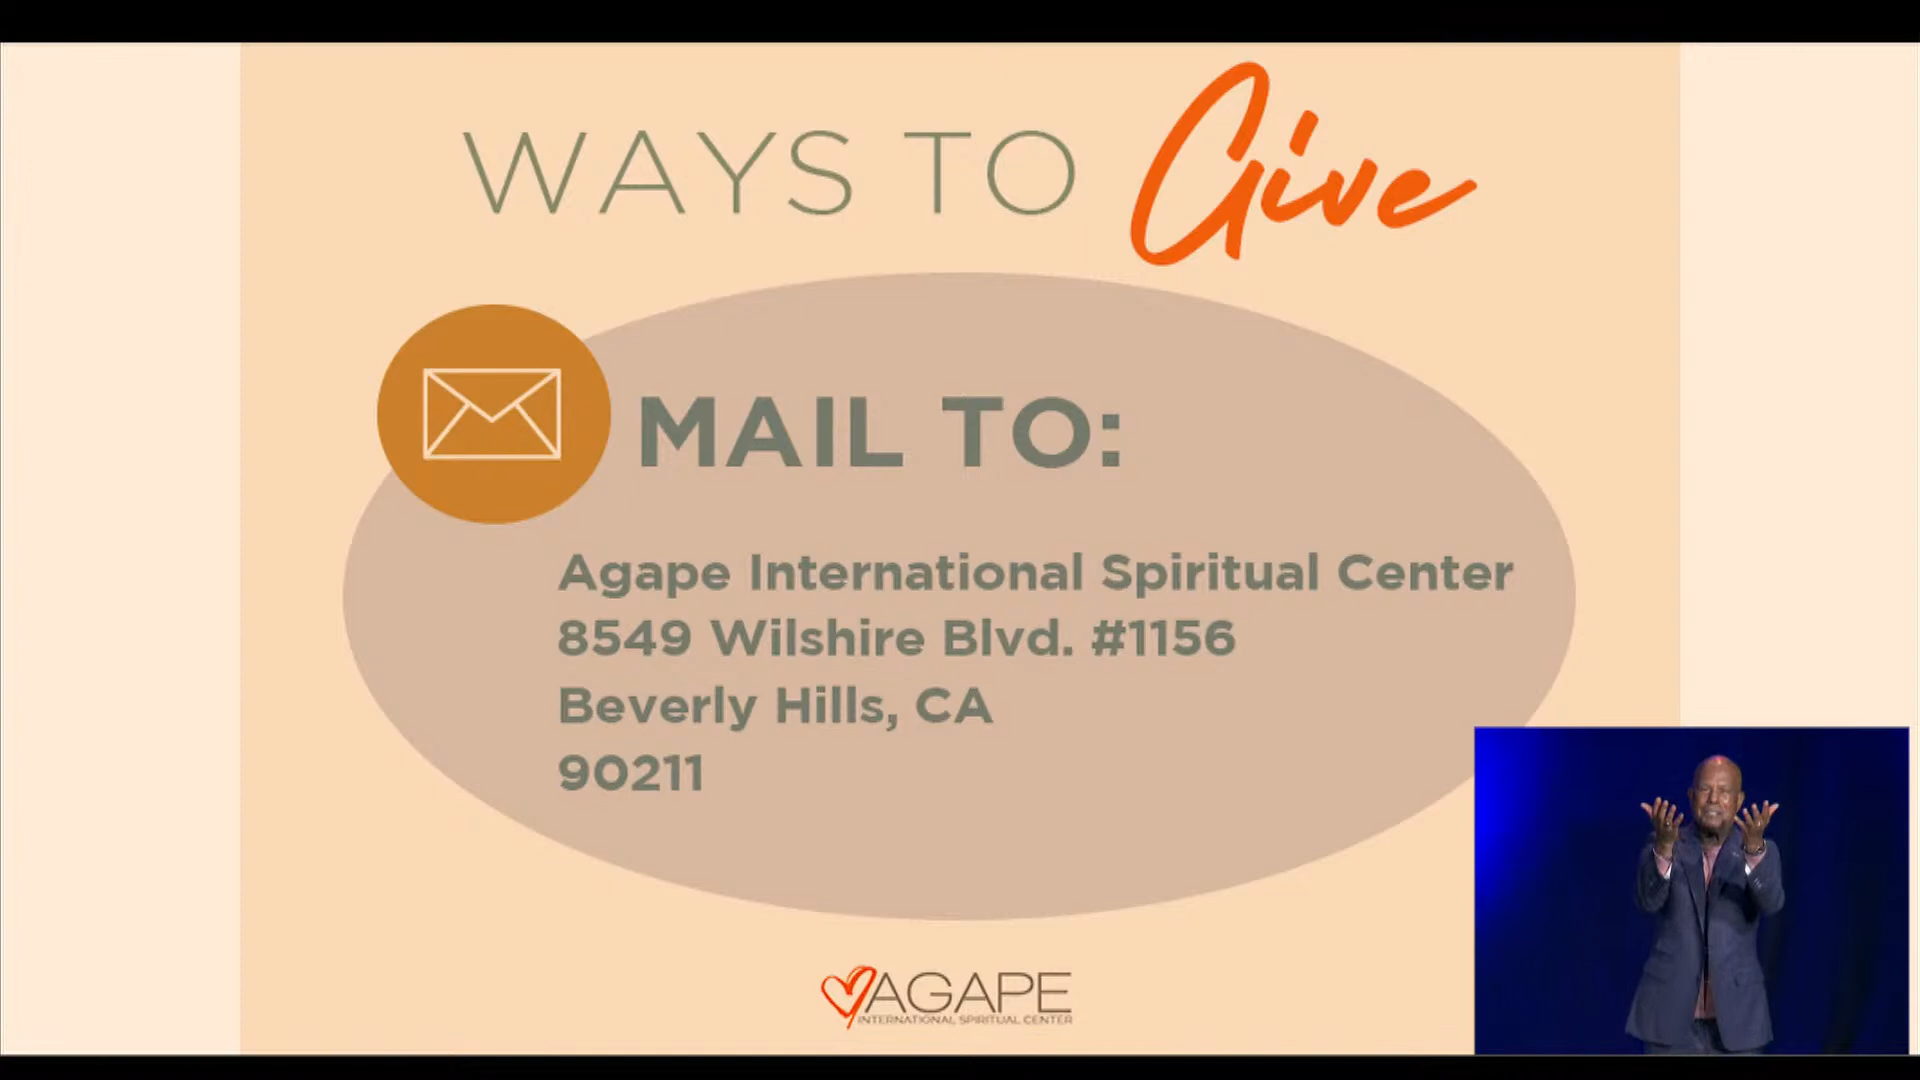 WAYS TO Give
MAIL TO:
Agape International Spiritual Center
8549 Wilshire Blvd. #1156
Beverly Hills, CA
90211
AGAPE
INTERNATIONAL SPIRITUAL CENTER